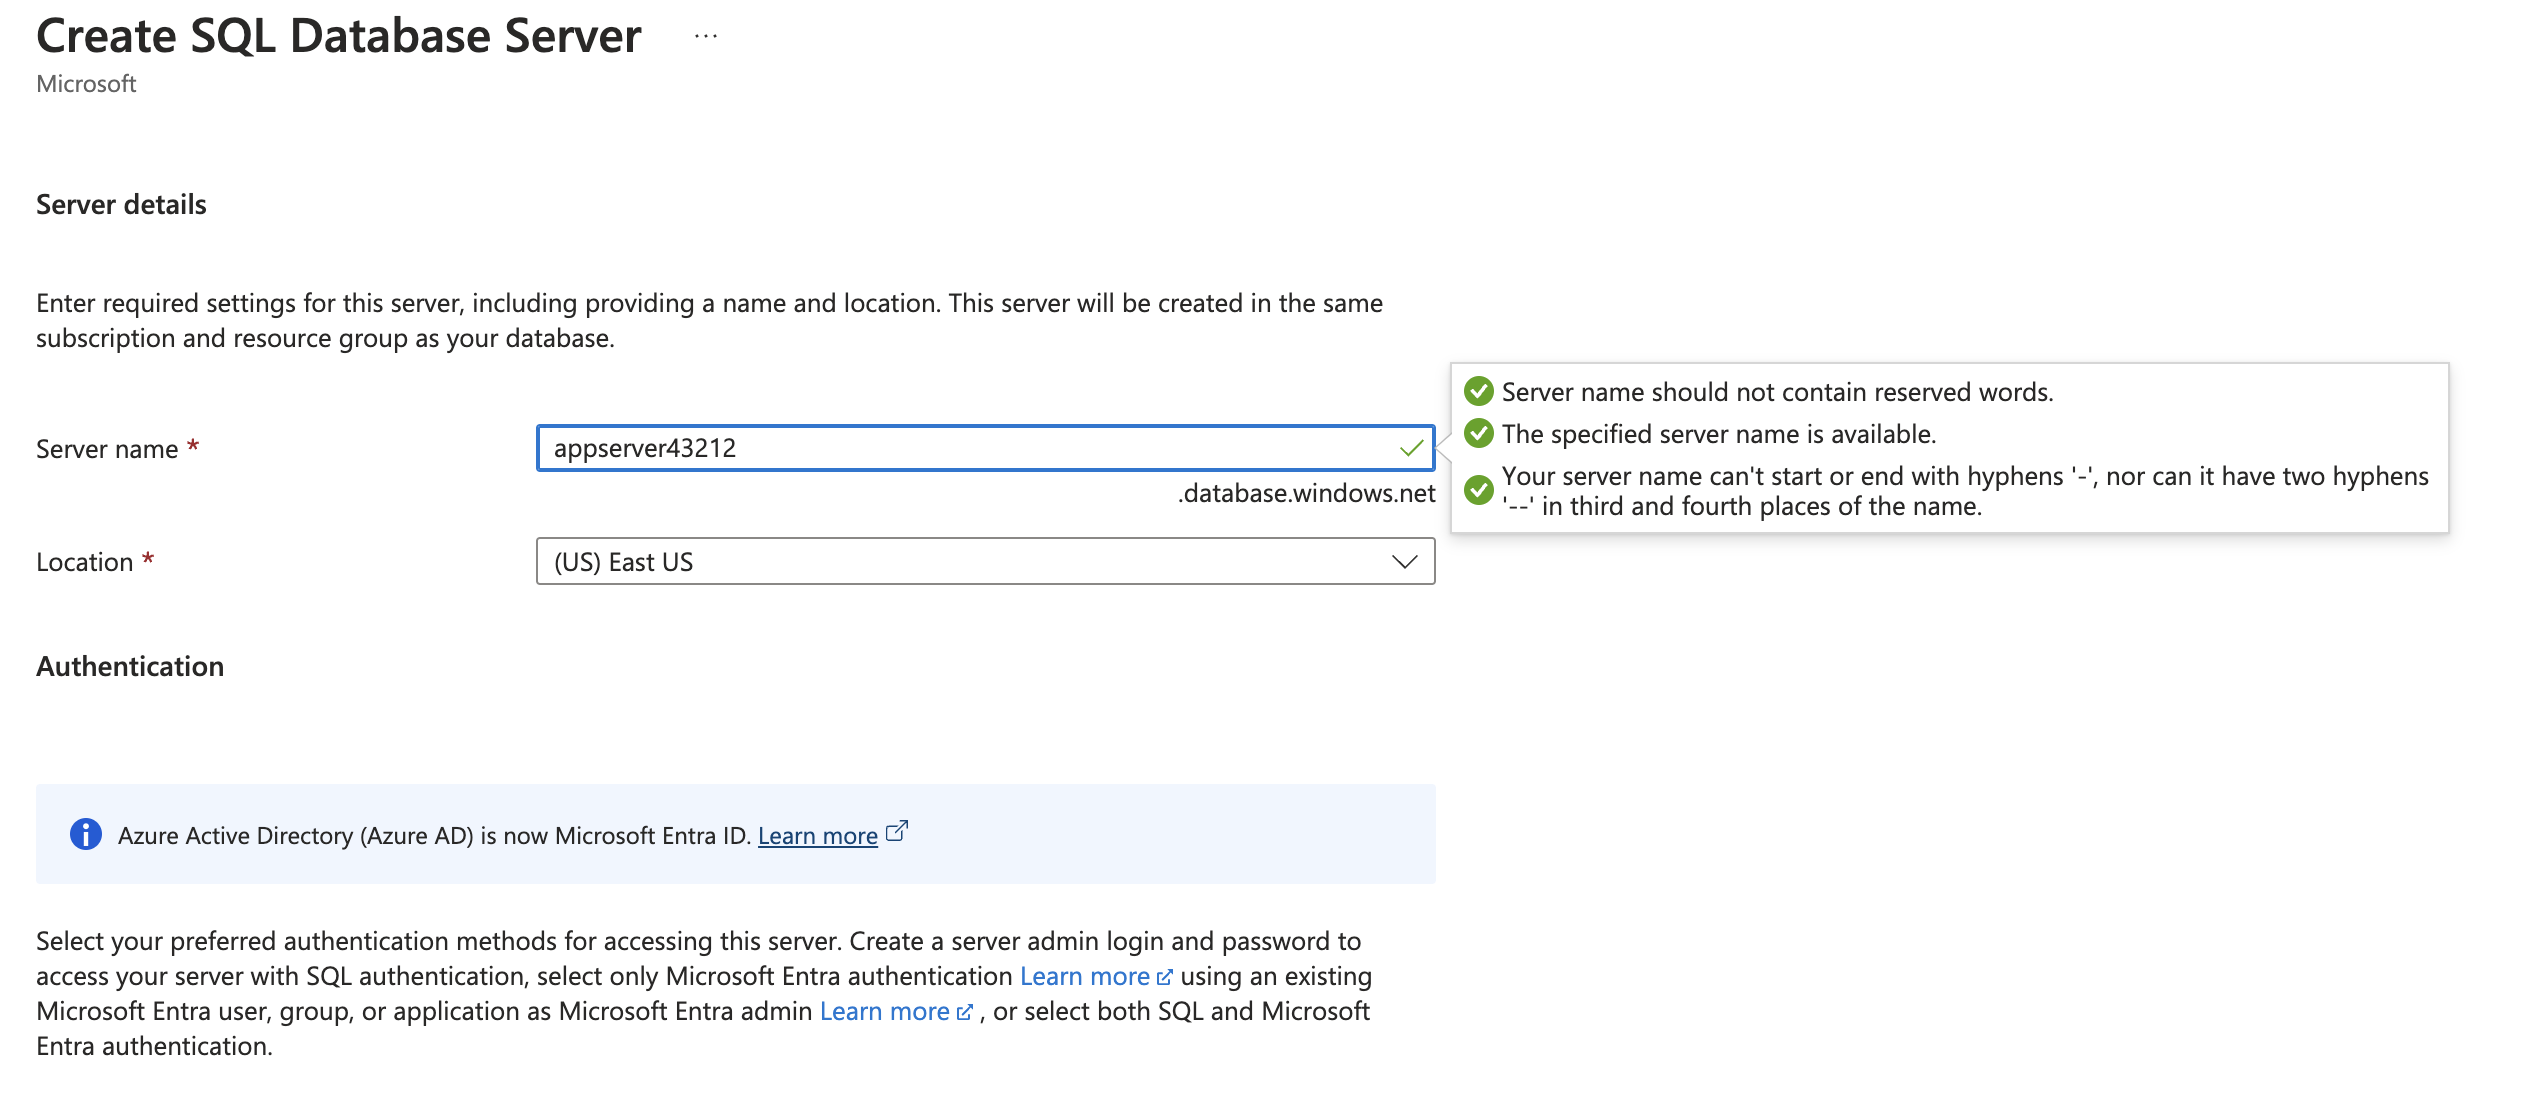 Create SQL Database Server ...
Microsoft
Server details
Enter required settings for this server, including providing a name and location. This server will be created in the same
subscription and resource group as your database.
Server name *
appserver43212
.database.windows.net
Server name should not contain reserved words.
The specified server name is available.
Your server name can't start or end with hyphens '-', nor can it have two hyphens
'--' in third and fourth places of the name.
Location *
(US) East US
Authentication
Azure Active Directory (Azure AD) is now Microsoft Entra ID. Learn more
Select your preferred authentication methods for accessing this server. Create a server admin login and password to
access your server with SQL authentication, select only Microsoft Entra authentication Learn more using an existing
Microsoft Entra user, group, or application as Microsoft Entra admin Learn more , or select both SQL and Microsoft
Entra authentication.